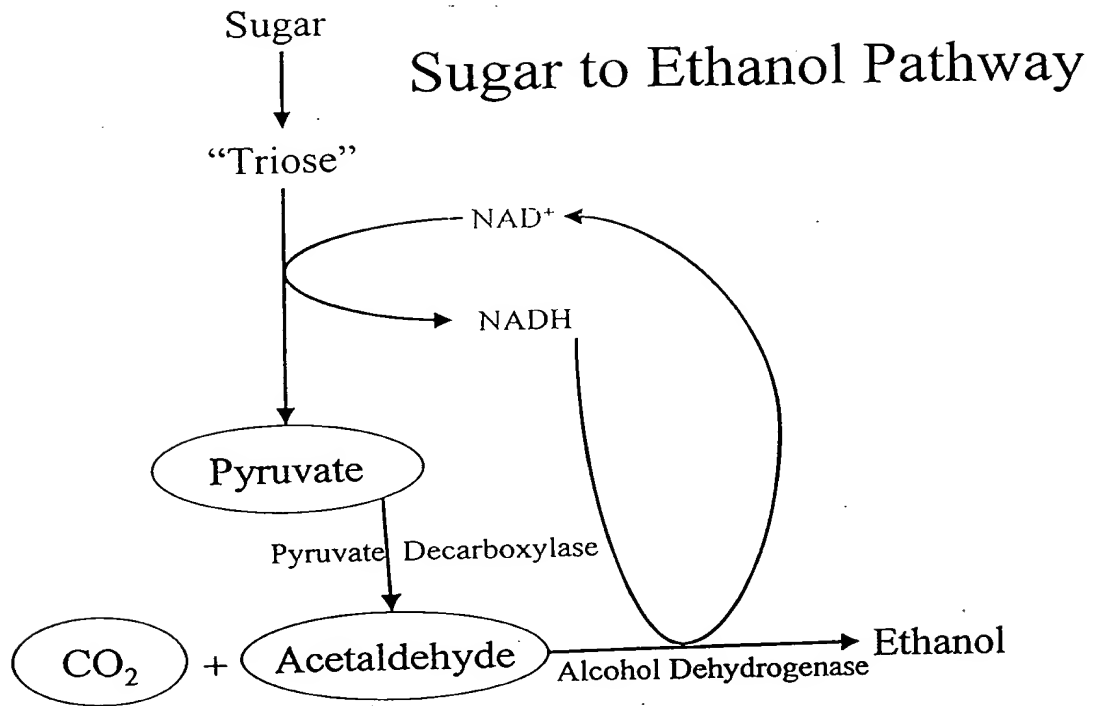 Sugar
Sugar to Ethanol Pathway
“Triose”
NAD⁺
NADH
Pyruvate
Pyruvate Decarboxylase
CO₂ + Acetaldehyde
Ethanol
Alcohol Dehydrogenase